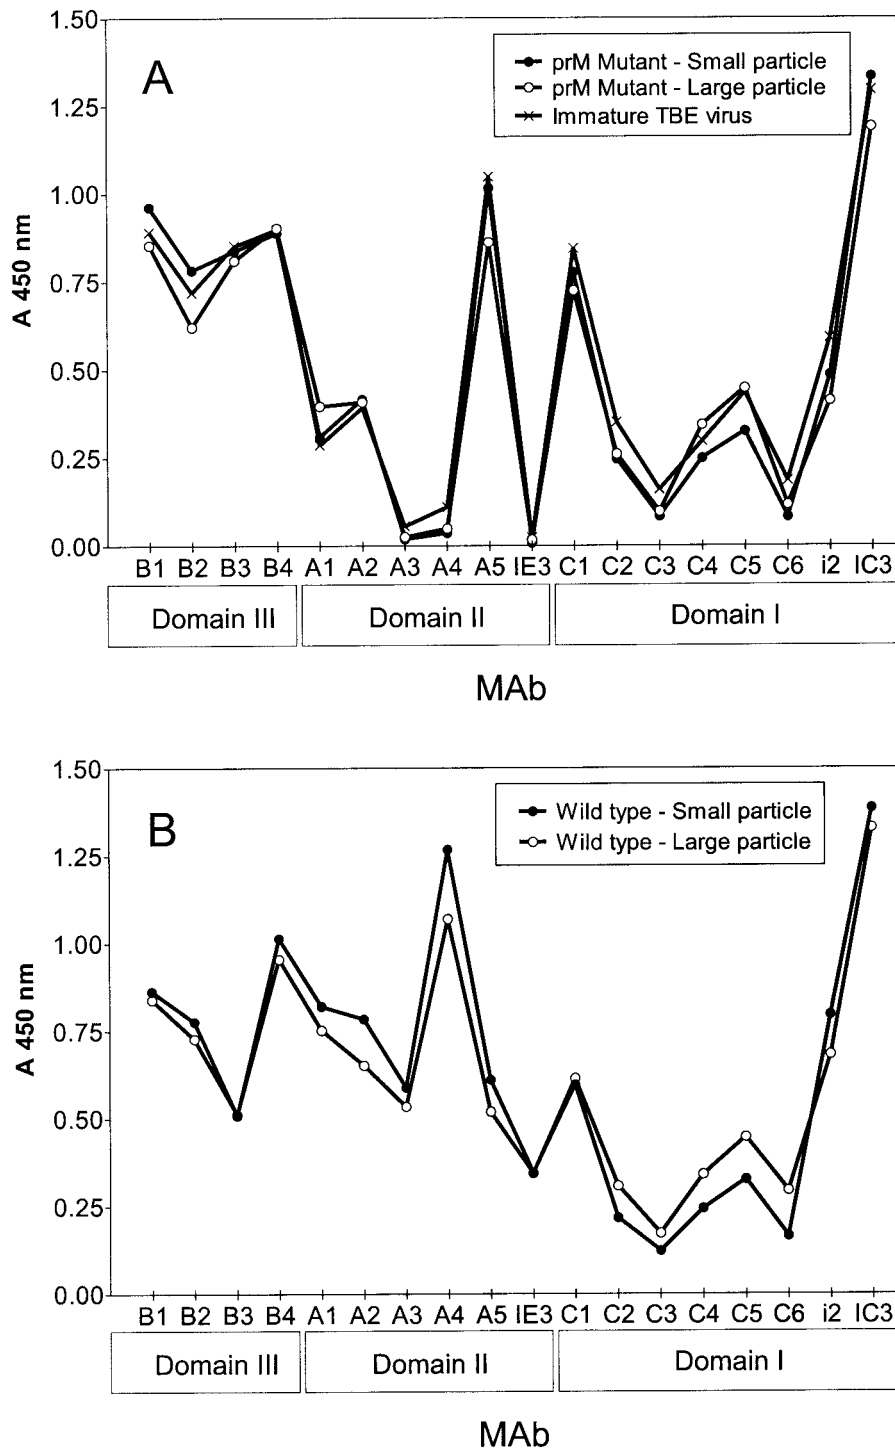 1.50
1.25
1.00
0.75
0.50
0.25
0.00
A 450 nm
A
prM Mutant - Small particle
prM Mutant - Large particle
Immature TBE virus
B1 B2 B3 B4 A1 A2 A3 A4 A5 IE3 C1 C2 C3 C4 C5 C6 i2 IC3
Domain III Domain II Domain I
MAb
1.50
1.25
1.00
0.75
0.50
0.25
0.00
A 450 nm
B
Wild type - Small particle
Wild type - Large particle
B1 B2 B3 B4 A1 A2 A3 A4 A5 IE3 C1 C2 C3 C4 C5 C6 i2 IC3
Domain III Domain II Domain I
MAb